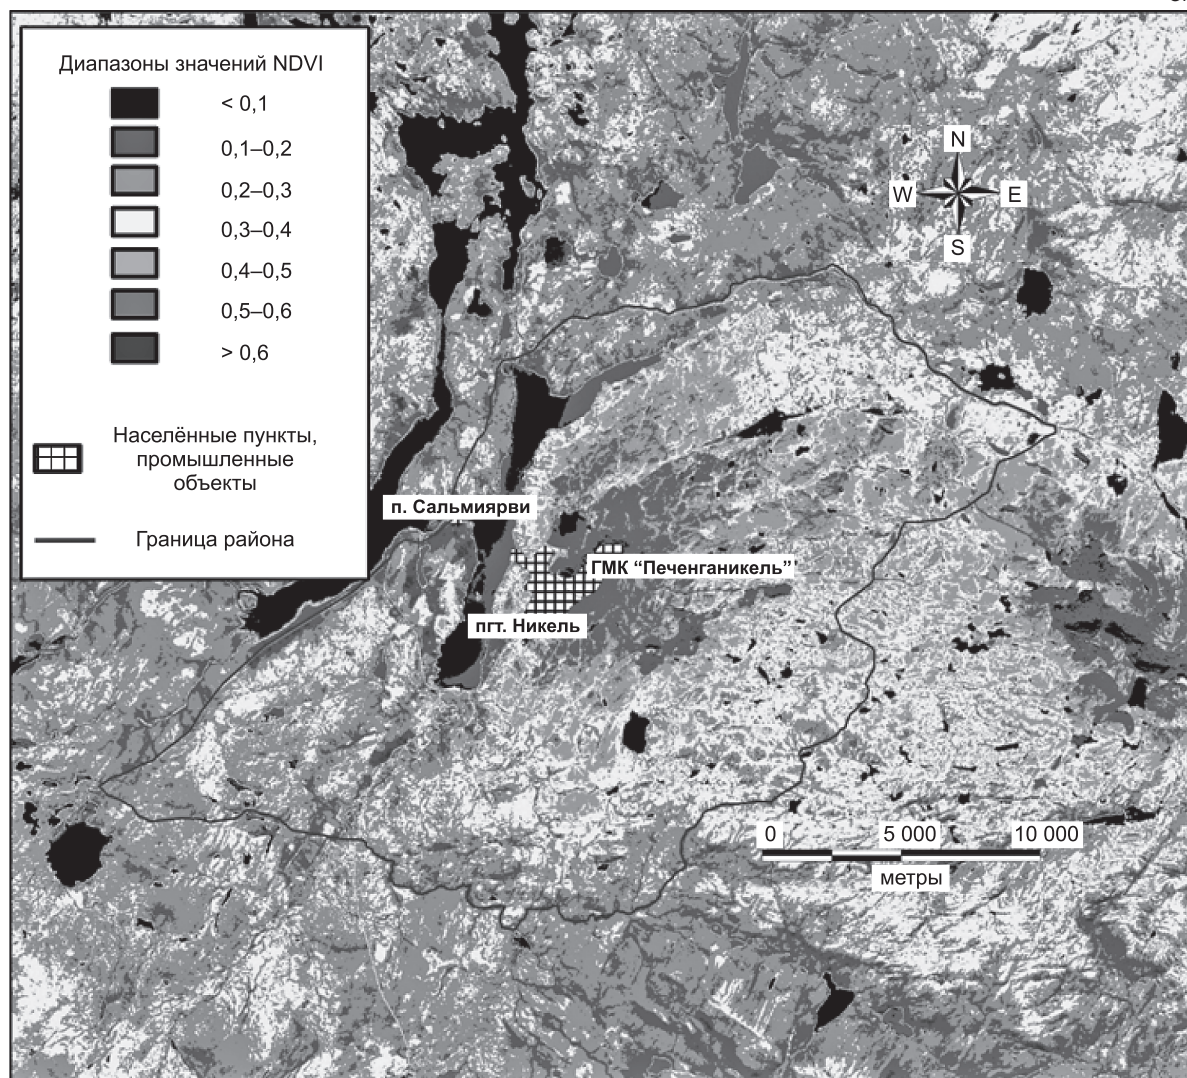 Диапазоны значений NDVI
< 0,1
0,1–0,2
0,2–0,3
0,3–0,4
0,4–0,5
0,5–0,6
> 0,6
Населённые пункты,
промышленные
объекты
Граница района
N
W E
S
п. Сальмиярви
ГМК “Печенганикель”
пгт. Никель
0 5 000 10 000
метры